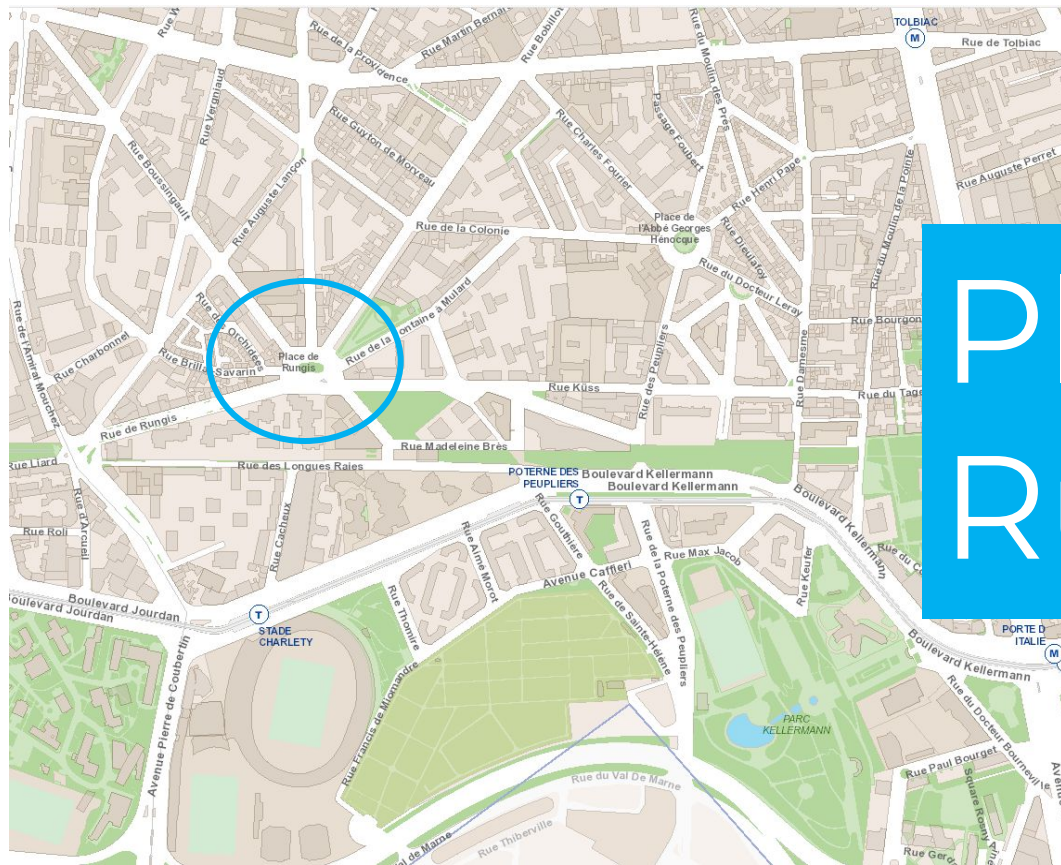 TOLBIAC
M
Rue de Tolbiac
Rue Martin Bernard
Rue Bobillot
Rue de la Providence
Rue du Moulin des Prés
Rue Vergniaud
Rue Guyton de Morveau
Passage Foubert
Rue Charles Fourier
Rue Boussingault
Rue Auguste Lançon
Rue Henri Pape
Rue du Moulin de la Pointe
Rue Auguste Perret
Rue de la Colonie
Place de
l'Abbé Georges
Hénocque
Rue Dieulafoy
Rue du Docteur Leray
P
Rue des Orchidées
Rue de la Fontaine à Mulard
Rue Bourgon
Rue de l'Amiral Mouchez
Rue Charbonnel
Rue Brillat-Savarin
Place de
Rungis
Rue des Peupliers
Rue Damesme
Rue Küss
Rue du Tage
Rue de Rungis
Rue Madeleine Brès
Rue Liard
Rue des Longues Raies
POTERNE DES
PEUPLIERS
T
Boulevard Kellermann
Boulevard Kellermann
R
Rue d'Arcueil
Rue Roli
Rue Cacheux
Rue Aimé Morot
Rue Gouthière
Rue Max Jacob
Boulevard Kellermann
Rue Keufer
Avenue Caffieri
Rue de la Poterne des Peupliers
Rue de Sainte-Hélène
Boulevard Jourdan
Boulevard Jourdan
T
STADE
CHARLETY
Rue Thomire
PORTE D
ITALIE
M
Boulevard Kellermann
Avenue Pierre de Coubertin
Rue Francis de Miomandre
PARC
KELLERMANN
Rue du Docteur Bourneville
Rue Paul Bourget
Square Rosny Aîné
Rue du Val De Marne
Val de Marne
Rue Thiberville